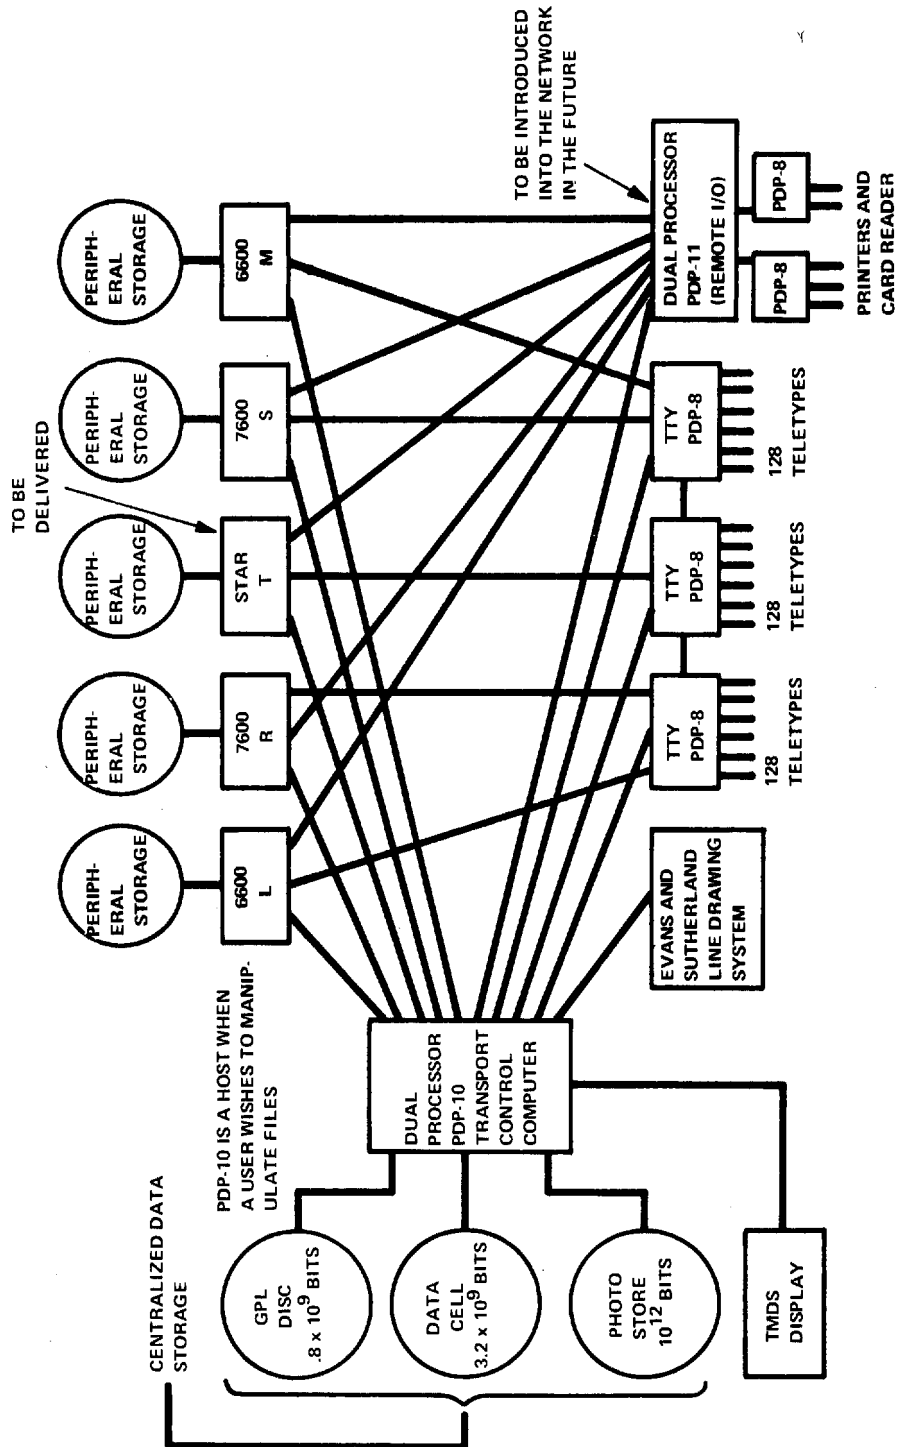 CENTRALIZED DATA
STORAGE
GPL
DISC
.8 x 10⁹ BITS
DATA
CELL
3.2 x 10⁹ BITS
PHOTO
STORE
10¹² BITS
TMDS
DISPLAY
PDP-10 IS A HOST WHEN
A USER WISHES TO MANIP-
ULATE FILES
DUAL
PROCESSOR
PDP-10
TRANSPORT
CONTROL
COMPUTER
PERIPH-
ERAL
STORAGE
6600
L
PERIPH-
ERAL
STORAGE
7600
R
TO BE
DELIVERED
PERIPH-
ERAL
STORAGE
STAR
T
PERIPH-
ERAL
STORAGE
7600
S
PERIPH-
ERAL
STORAGE
6600
M
EVANS AND
SUTHERLAND
LINE DRAWING
SYSTEM
TTY
PDP-8
128
TELETYPES
TTY
PDP-8
128
TELETYPES
TTY
PDP-8
128
TELETYPES
TO BE INTRODUCED
INTO THE NETWORK
IN THE FUTURE
DUAL PROCESSOR
PDP-11
(REMOTE I/O)
PDP-8
PDP-8
PRINTERS AND
CARD READER